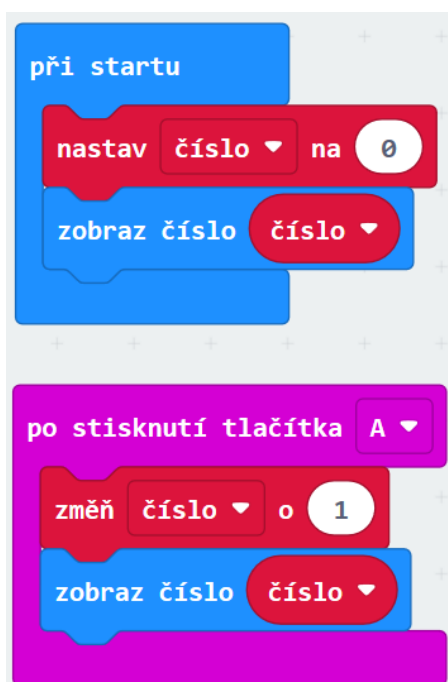 při startu
nastav číslo na 0
zobraz číslo číslo
po stisknutí tlačítka A
změň číslo o 1
zobraz číslo číslo